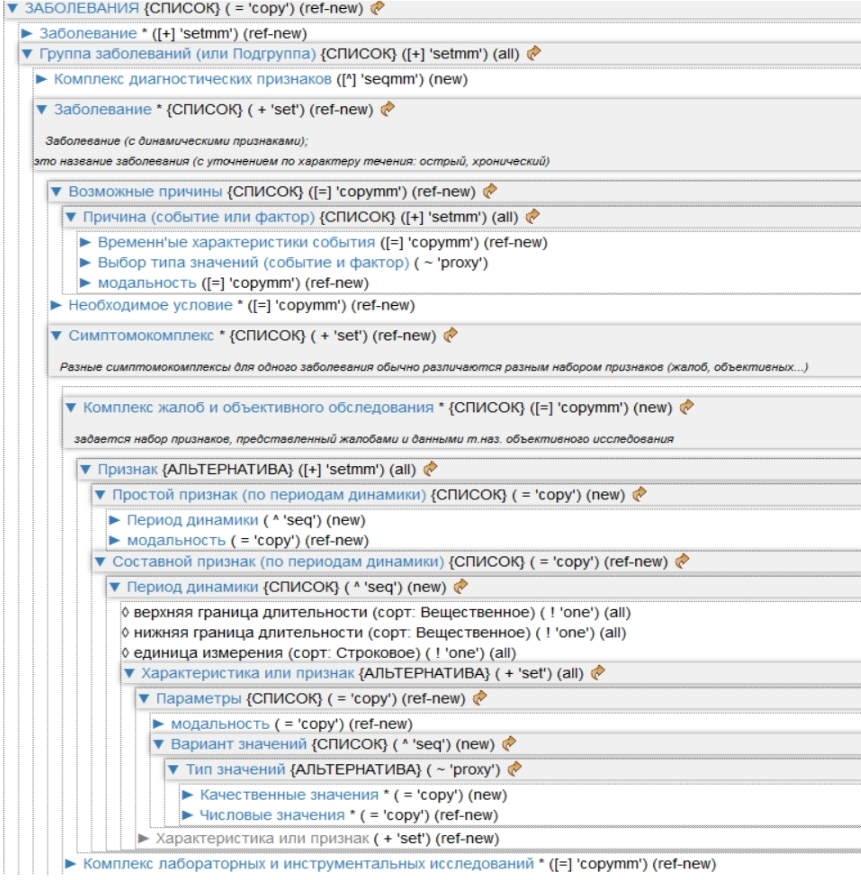 ▼ ЗАБОЛЕВАНИЯ {СПИСОК} ( = 'copy') (ref-new)
▶ Заболевание * ([+] 'setmm') (ref-new)
▼ Группа заболеваний (или Подгруппа) {СПИСОК} ([+] 'setmm') (all)
▶ Комплекс диагностических признаков ([^] 'seqmm') (new)
▼ Заболевание * {СПИСОК} ( + 'set') (ref-new)
Заболевание (с динамическими признаками);
это название заболевания (с уточнением по характеру течения: острый, хронический)
▼ Возможные причины {СПИСОК} ([=] 'copymm') (ref-new)
▼ Причина (событие или фактор) {СПИСОК} ([+] 'setmm') (all)
▶ Временн'ые характеристики события ([=] 'copymm') (ref-new)
▶ Выбор типа значений (событие и фактор) ( ~ 'proxy')
▶ модальность ([=] 'copymm') (ref-new)
▶ Необходимое условие * ([=] 'copymm') (ref-new)
▼ Симптомокомплекс * {СПИСОК} ( + 'set') (ref-new)
Разные симптомокомплексы для одного заболевания обычно различаются разным набором признаков (жалоб, объективных...)
▼ Комплекс жалоб и объективного обследования * {СПИСОК} ([=] 'copymm') (new)
задается набор признаков, представленный жалобами и данными т.наз. объективного исследования
▼ Признак {АЛЬТЕРНАТИВА} ([+] 'setmm') (all)
▼ Простой признак (по периодам динамики) {СПИСОК} ( = 'copy') (new)
▶ Период динамики ( ^ 'seq') (new)
▶ модальность ( = 'copy') (ref-new)
▼ Составной признак (по периодам динамики) {СПИСОК} ( = 'copy') (ref-new)
▼ Период динамики {СПИСОК} ( ^ 'seq') (new)
◊ верхняя граница длительности (сорт: Вещественное) ( ! 'one') (all)
◊ нижняя граница длительности (сорт: Вещественное) ( ! 'one') (all)
◊ единица измерения (сорт: Строковое) ( ! 'one') (all)
▼ Характеристика или признак {АЛЬТЕРНАТИВА} ( + 'set') (all)
▼ Параметры {СПИСОК} ( = 'copy') (ref-new)
▶ модальность ( = 'copy') (ref-new)
▼ Вариант значений {СПИСОК} ( ^ 'seq') (new)
▼ Тип значений {АЛЬТЕРНАТИВА} ( ~ 'proxy')
▶ Качественные значения * ( = 'copy') (new)
▶ Числовые значения * ( = 'copy') (ref-new)
▶ Характеристика или признак ( + 'set') (ref-new)
▶ Комплекс лабораторных и инструментальных исследований * ([=] 'copymm') (ref-new)